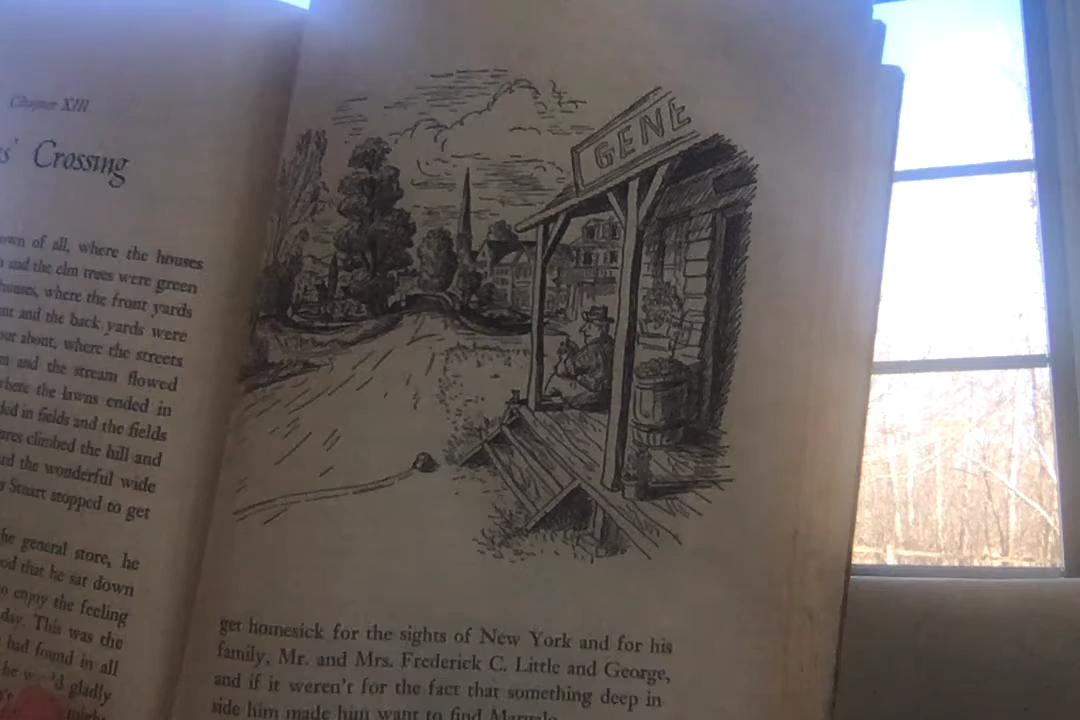 Chapter XIII
Crossing
own of all, where the houses
and the elm trees were green
houses, where the front yards
and the back yards were
about, where the streets
and the stream flowed
where the lawns ended in
in fields and the fields
climbed the hill and
the wonderful wide
Stuart stopped to get
the general store, he
that he sat down
enjoy the feeling
day. This was the
had found in all
he gladly
GENE
get homesick for the sights of New York and for his
family, Mr. and Mrs. Frederick C. Little and George,
and if it weren't for the fact that something deep in
side him made him want to find Margalo